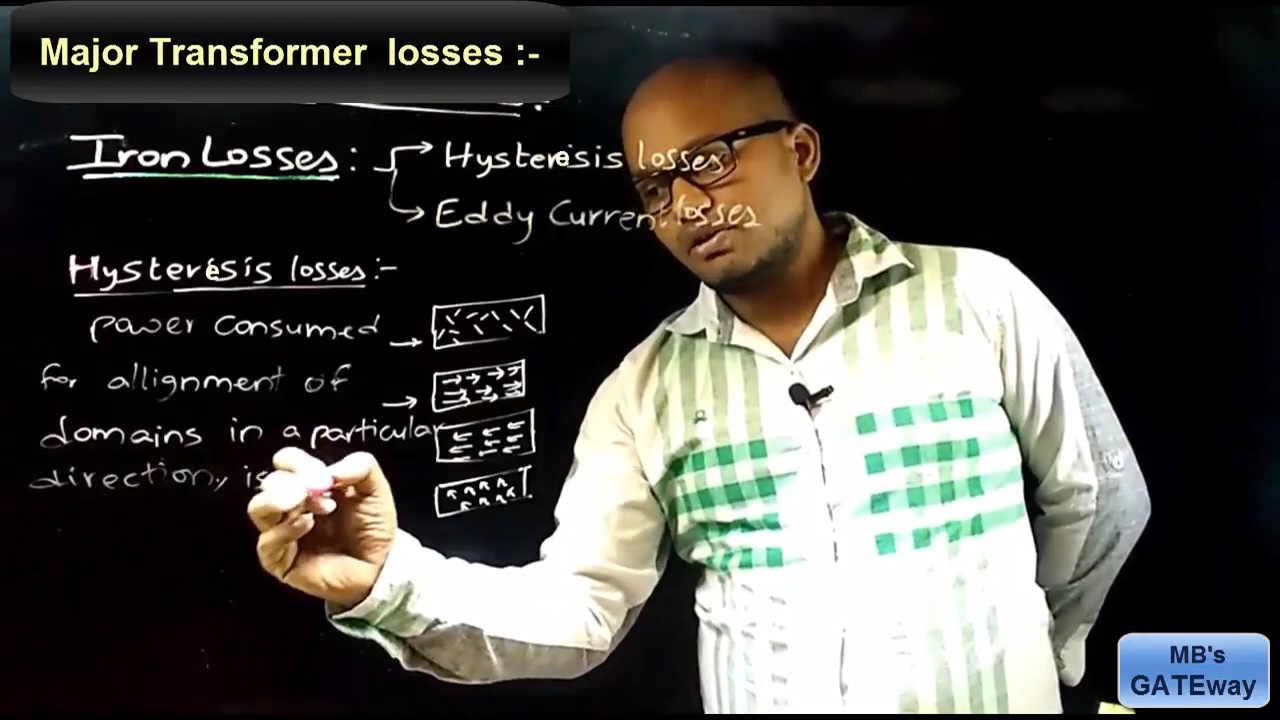 Major Transformer losses :-
Iron Losses : → Hysteresis losses
→ Eddy Current losses
Hysteresis losses :-
power consumed
for allignment of
domains in a particular
direction, is
MB's
GATEway